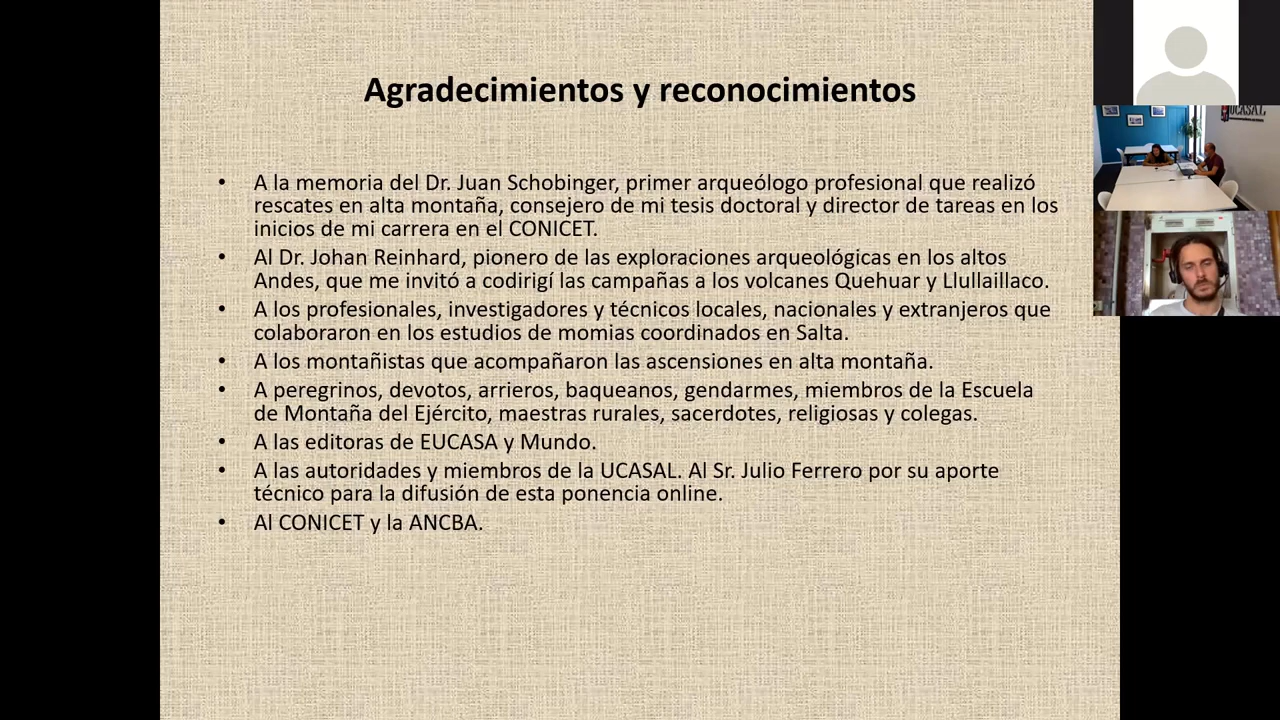 Agradecimientos y reconocimientos
• A la memoria del Dr. Juan Schobinger, primer arqueólogo profesional que realizó
rescates en alta montaña, consejero de mi tesis doctoral y director de tareas en los
inicios de mi carrera en el CONICET.
• Al Dr. Johan Reinhard, pionero de las exploraciones arqueológicas en los altos
Andes, que me invitó a codirigí las campañas a los volcanes Quehuar y Llullaillaco.
• A los profesionales, investigadores y técnicos locales, nacionales y extranjeros que
colaboraron en los estudios de momias coordinados en Salta.
• A los montañistas que acompañaron las ascensiones en alta montaña.
• A peregrinos, devotos, arrieros, baqueanos, gendarmes, miembros de la Escuela
de Montaña del Ejército, maestras rurales, sacerdotes, religiosas y colegas.
• A las editoras de EUCASA y Mundo.
• A las autoridades y miembros de la UCASAL. Al Sr. Julio Ferrero por su aporte
técnico para la difusión de esta ponencia online.
• Al CONICET y la ANCBA.
UCASAL